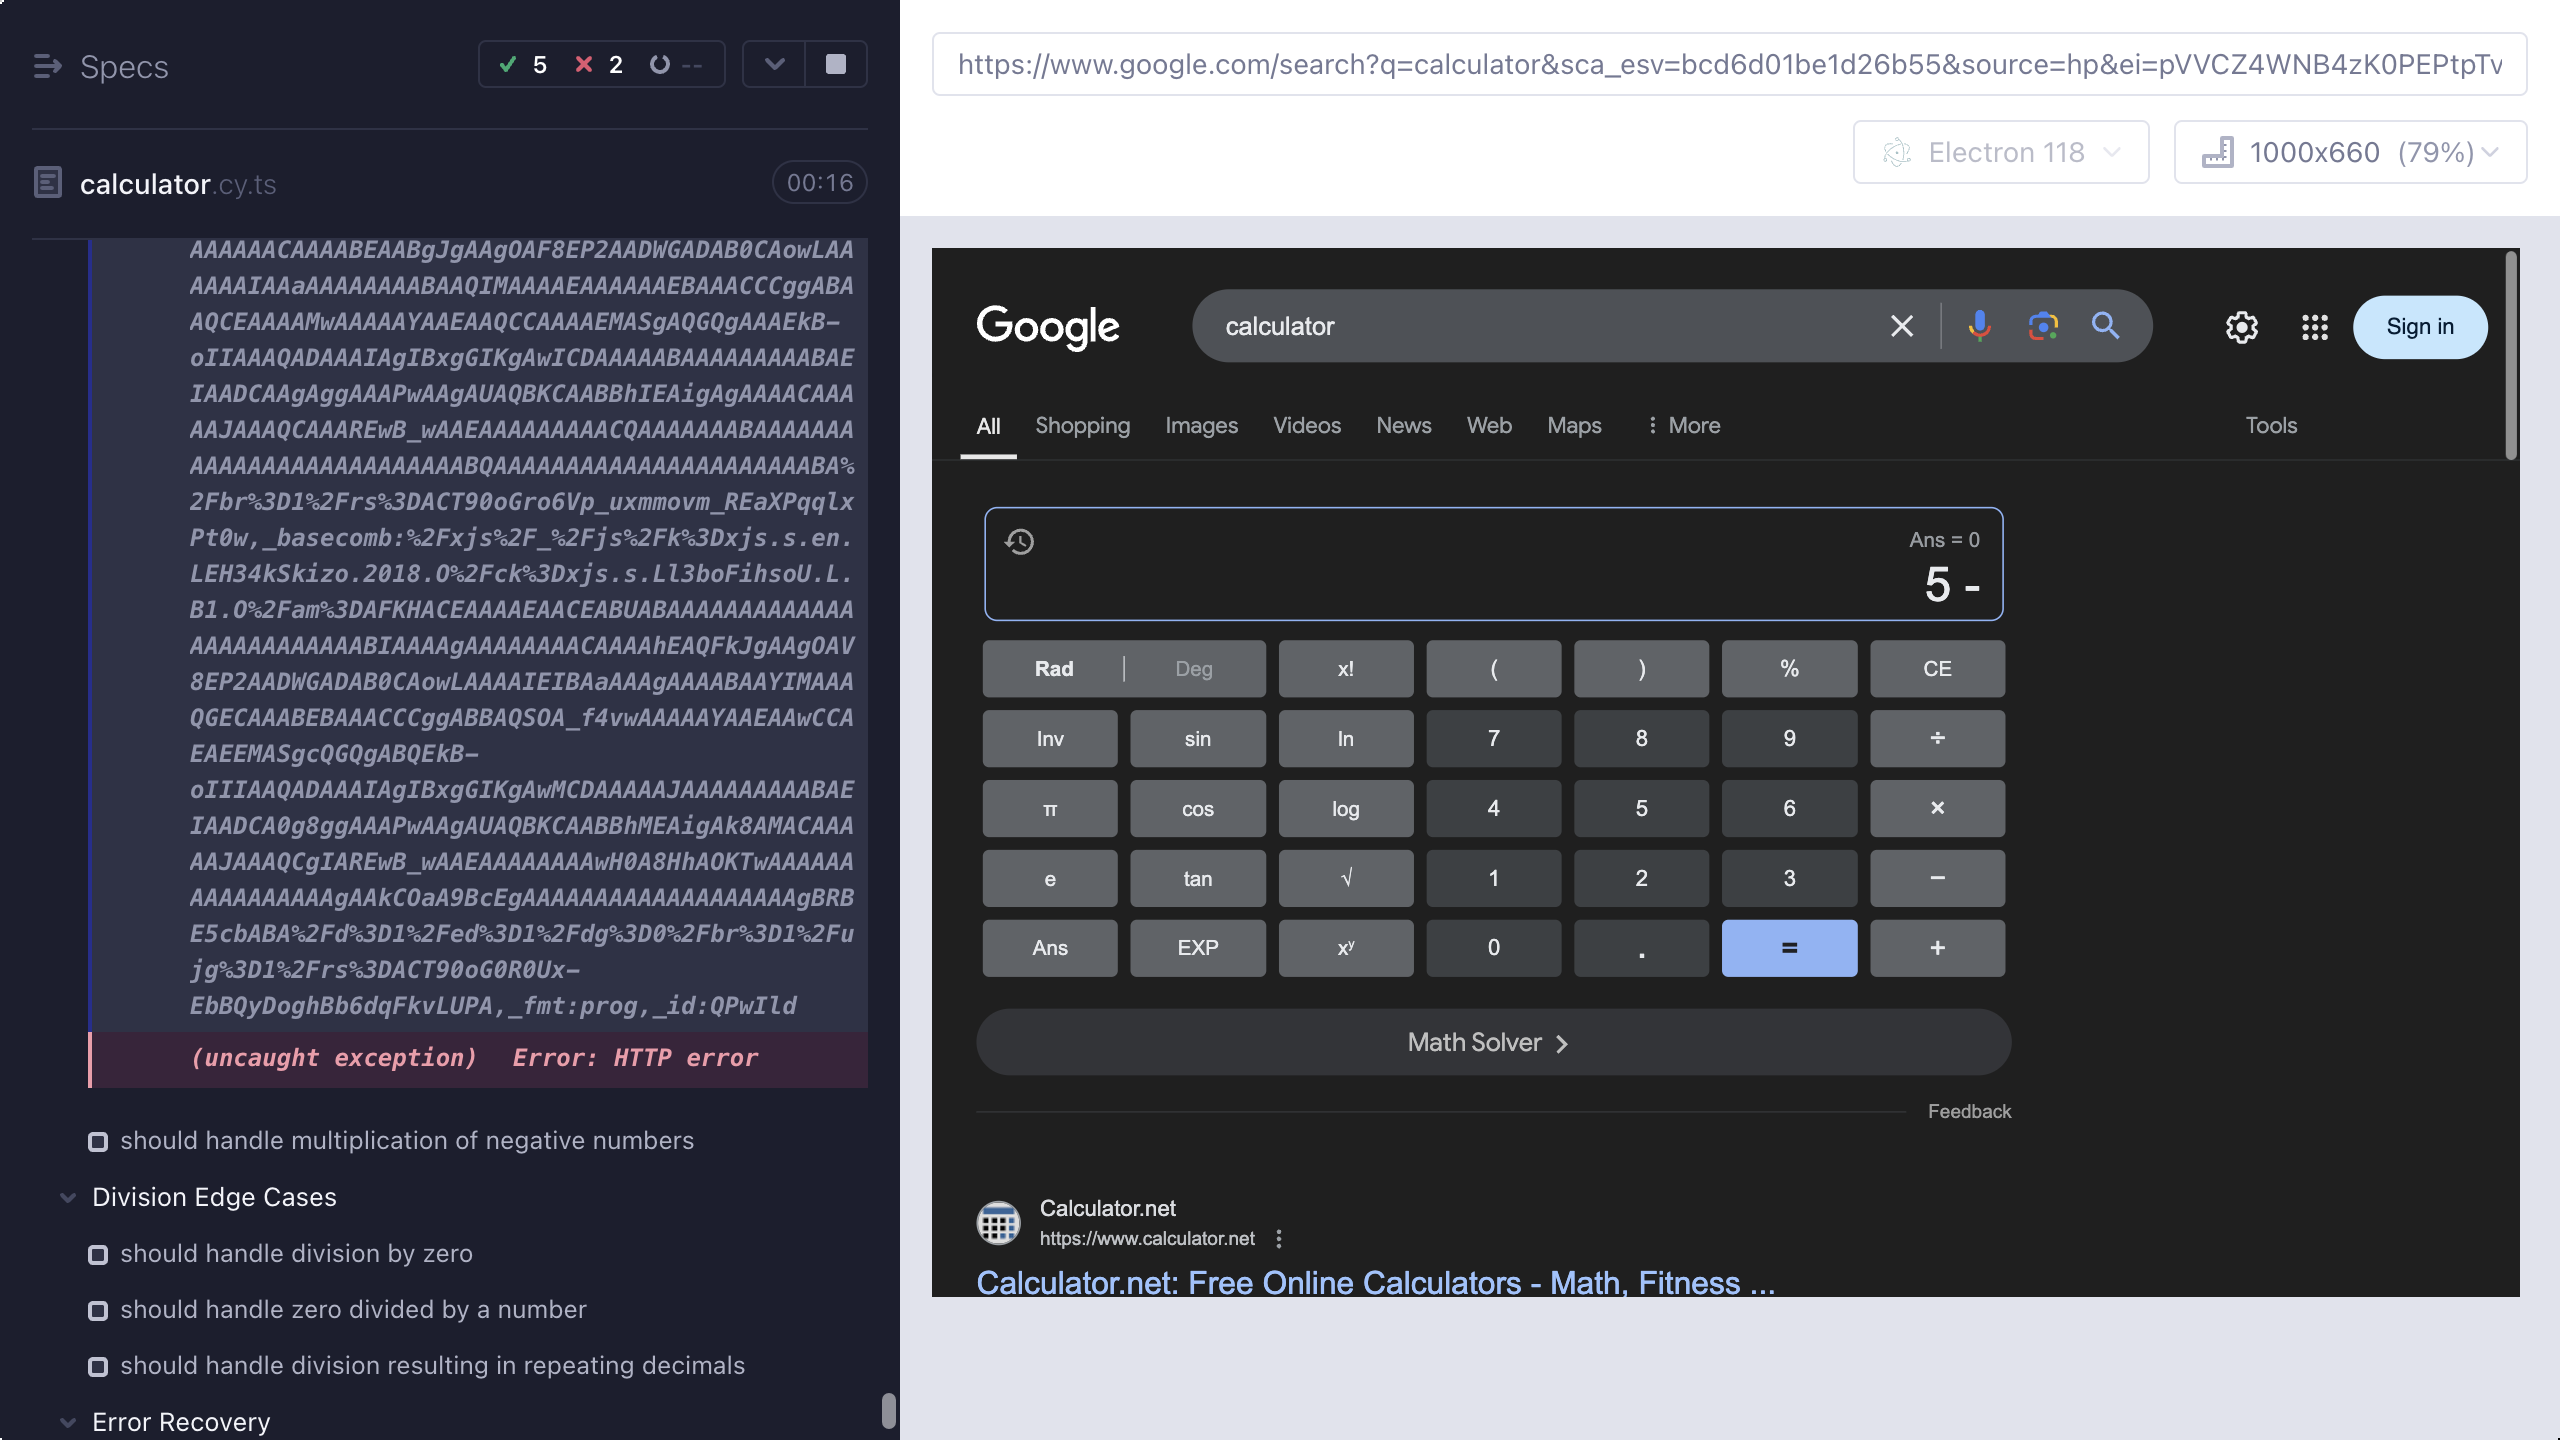 Specs
5 2 --
calculator.cy.ts
00:16
AAAAAACAAAABEAABgJgAAgOAF8EP2AADWGADAB0CAowLAA
AAAAIAAaAAAAAAAABAAQIMAAAAEAAAAAAEBAAACCCggABA
AQCEAAAAMwAAAAAYAAEAAQCCAAAAEMASgAQGQgAAAEkB-
oIIAAAQADAAAIAgIBxgGIKgAwICDAAAAABAAAAAAAAABAE
IAADCAAgAggAAAPwAAgAUAQBKCAABBhIEAigAgAAAACAAA
AAJAAAQCAAAREwB_wAAEAAAAAAAAACQAAAAAAABAAAAAAA
AAAAAAAAAAAAAAAAAAABQAAAAAAAAAAAAAAAAAAAAAABA%
2Fbr%3D1%2Frs%3DACT90oGro6Vp_uxmmovm_REaXPqqlx
Pt0w,_basecomb:%2Fxjs%2F_%2Fjs%2Fk%3Dxjs.s.en.
LEH34kSkizo.2018.O%2Fck%3Dxjs.s.Ll3boFihsoU.L.
B1.O%2Fam%3DAFKHACEAAAAEAACEABUABAAAAAAAAAAAAA
AAAAAAAAAAAABIAAAAgAAAAAAAACAAAAhEAQFkJgAAgOAV
8EP2AADWGADAB0CAowLAAAAIEIBAaAAAgAAAABAAYIMAAA
QGECAAABEBAAACCCggABBAQSOA_f4vwAAAAAYAAEAAwCCA
EAEEMASgcQGQgABQEkB-
oIIIAAQADAAAIAgIBxgGIKgAwMCDAAAAAJAAAAAAAAABAE
IAADCA0g8ggAAAPwAAgAUAQBKCAABBhMEAigAk8AMACAAA
AAJAAAQCgIAREwB_wAAEAAAAAAAAwH0A8HhAOKTwAAAAAA
AAAAAAAAAAgAAkCOaA9BcEgAAAAAAAAAAAAAAAAAAAgBRB
E5cbABA%2Fd%3D1%2Fed%3D1%2Fdg%3D0%2Fbr%3D1%2Fu
jg%3D1%2Frs%3DACT90oG0R0Ux-
EbBQyDoghBb6dqFkvLUPA,_fmt:prog,_id:QPwIld
(uncaught exception) Error: HTTP error
should handle multiplication of negative numbers
Division Edge Cases
should handle division by zero
should handle zero divided by a number
should handle division resulting in repeating decimals
Error Recovery
https://www.google.com/search?q=calculator&sca_esv=bcd6d01be1d26b55&source=hp&ei=pVVCZ4WNB4zK0PEPtpTv
Electron 118
1000x660 (79%)
Google
calculator
Sign in
All Shopping Images Videos News Web Maps More Tools
Ans = 0
5 -
Rad Deg x! ( ) % CE
Inv sin ln 7 8 9 ÷
π cos log 4 5 6 ×
e tan √ 1 2 3 −
Ans EXP xʸ 0 . = +
Math Solver
Feedback
Calculator.net
https://www.calculator.net
Calculator.net: Free Online Calculators - Math, Fitness ...